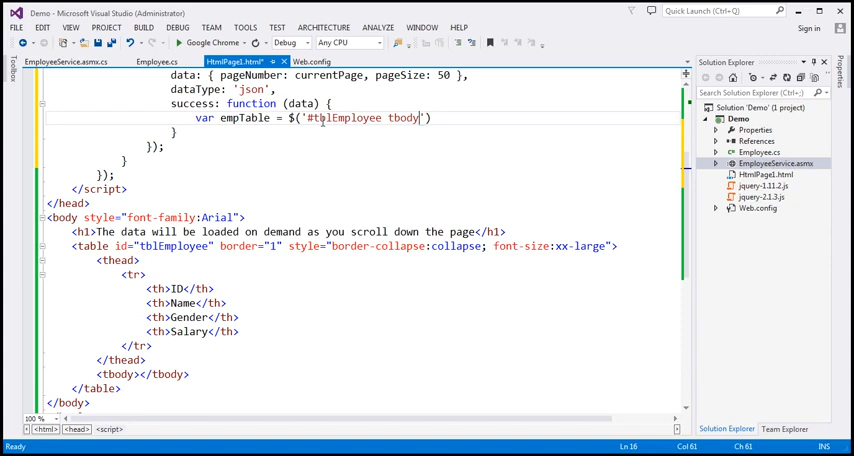 Demo - Microsoft Visual Studio (Administrator)
Quick Launch (Ctrl+Q)
FILE EDIT VIEW PROJECT BUILD DEBUG TEAM TOOLS TEST ARCHITECTURE ANALYZE WINDOW HELP
Sign in
Google Chrome Debug Any CPU
EmployeeService.asmx.cs Employee.cs HtmlPage1.html* Web.config
Toolbox
data: { pageNumber: currentPage, pageSize: 50 },
dataType: 'json',
success: function (data) {
var empTable = $('#tblEmployee tbody')
}
});
}
});
</script>
</head>
<body style="font-family:Arial">
<h1>The data will be loaded on demand as you scroll down the page</h1>
<table id="tblEmployee" border="1" style="border-collapse:collapse; font-size:xx-large">
<thead>
<tr>
<th>ID</th>
<th>Name</th>
<th>Gender</th>
<th>Salary</th>
</tr>
</thead>
<tbody></tbody>
</table>
</body>
100 %
<html> <head> <script>
Solution Explorer
Search Solution Explorer (Ctrl+;)
Solution 'Demo' (1 project)
Demo
Properties
References
Employee.cs
EmployeeService.asmx
HtmlPage1.html
jquery-1.11.2.js
jquery-2.1.3.js
Web.config
Solution Explorer Team Explorer
Properties
Ready
Ln 16 Col 61 Ch 61 INS